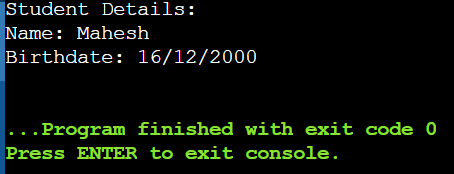 Student Details:
Name: Mahesh
Birthdate: 16/12/2000
...Program finished with exit code 0
Press ENTER to exit console.